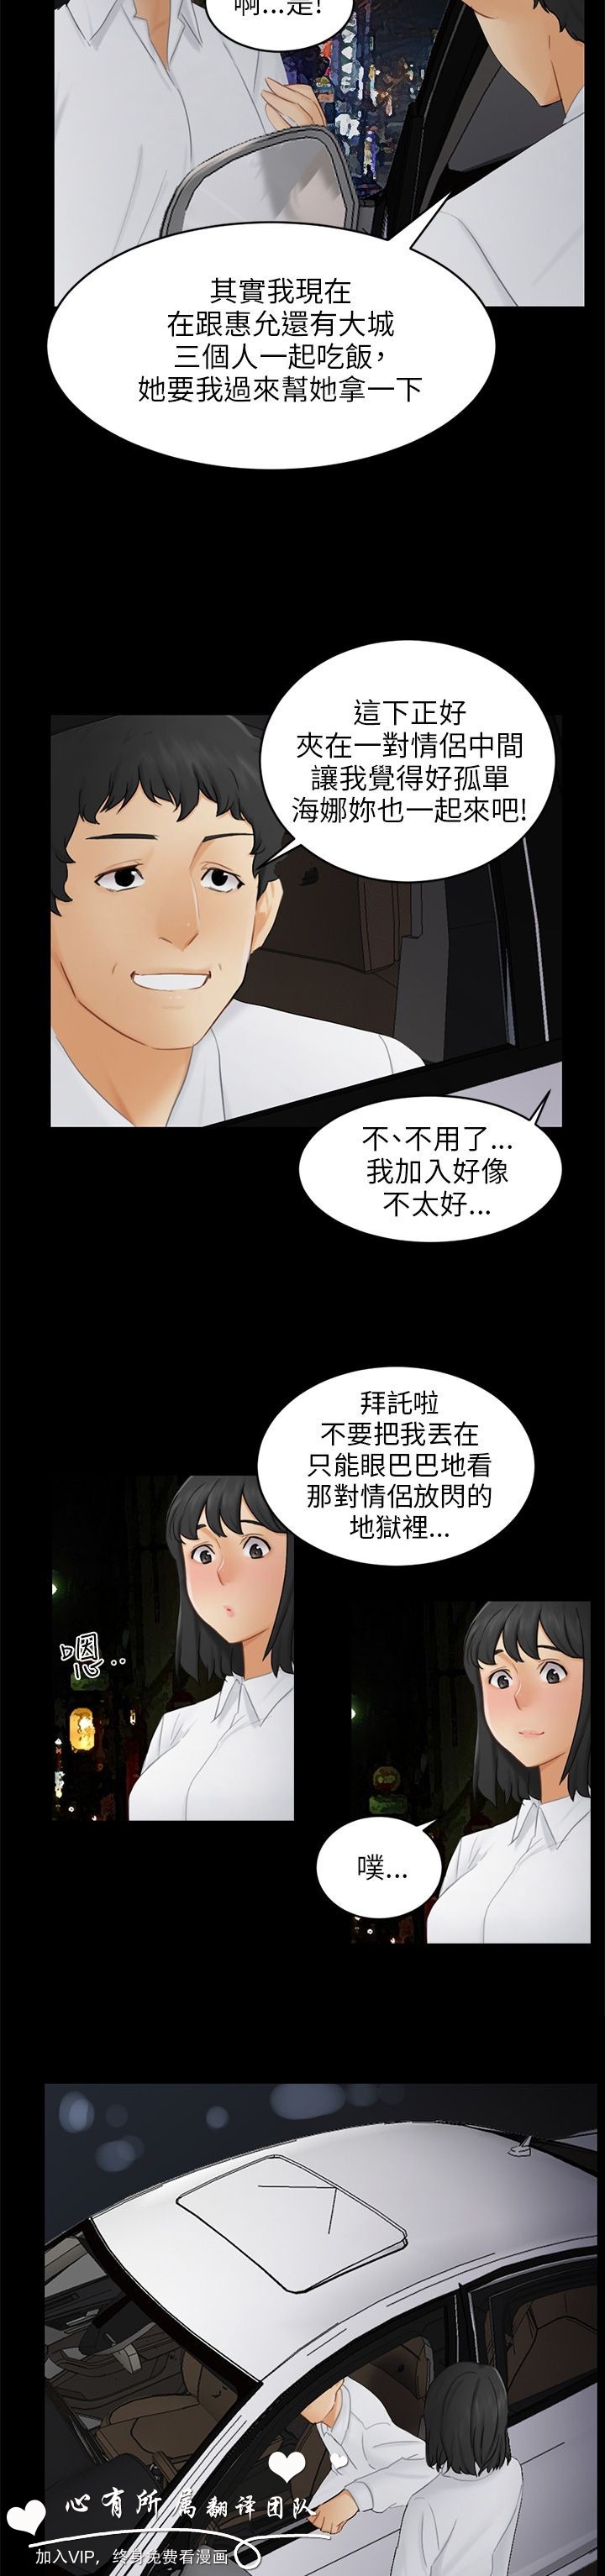 啊...是!
其實我現在
在跟惠允還有大城
三個人一起吃飯,
她要我過來幫她拿一下
這下正好
夾在一對情侶中間
讓我覺得好孤單
海娜妳也一起來吧!
不、不用了...
我加入好像
不太好...
拜託啦
不要把我丟在
只能眼巴巴地看
那對情侶放閃的
地獄裡...
嗯..
噗...
心有所属翻译团队
加入VIP，终身免费看漫画